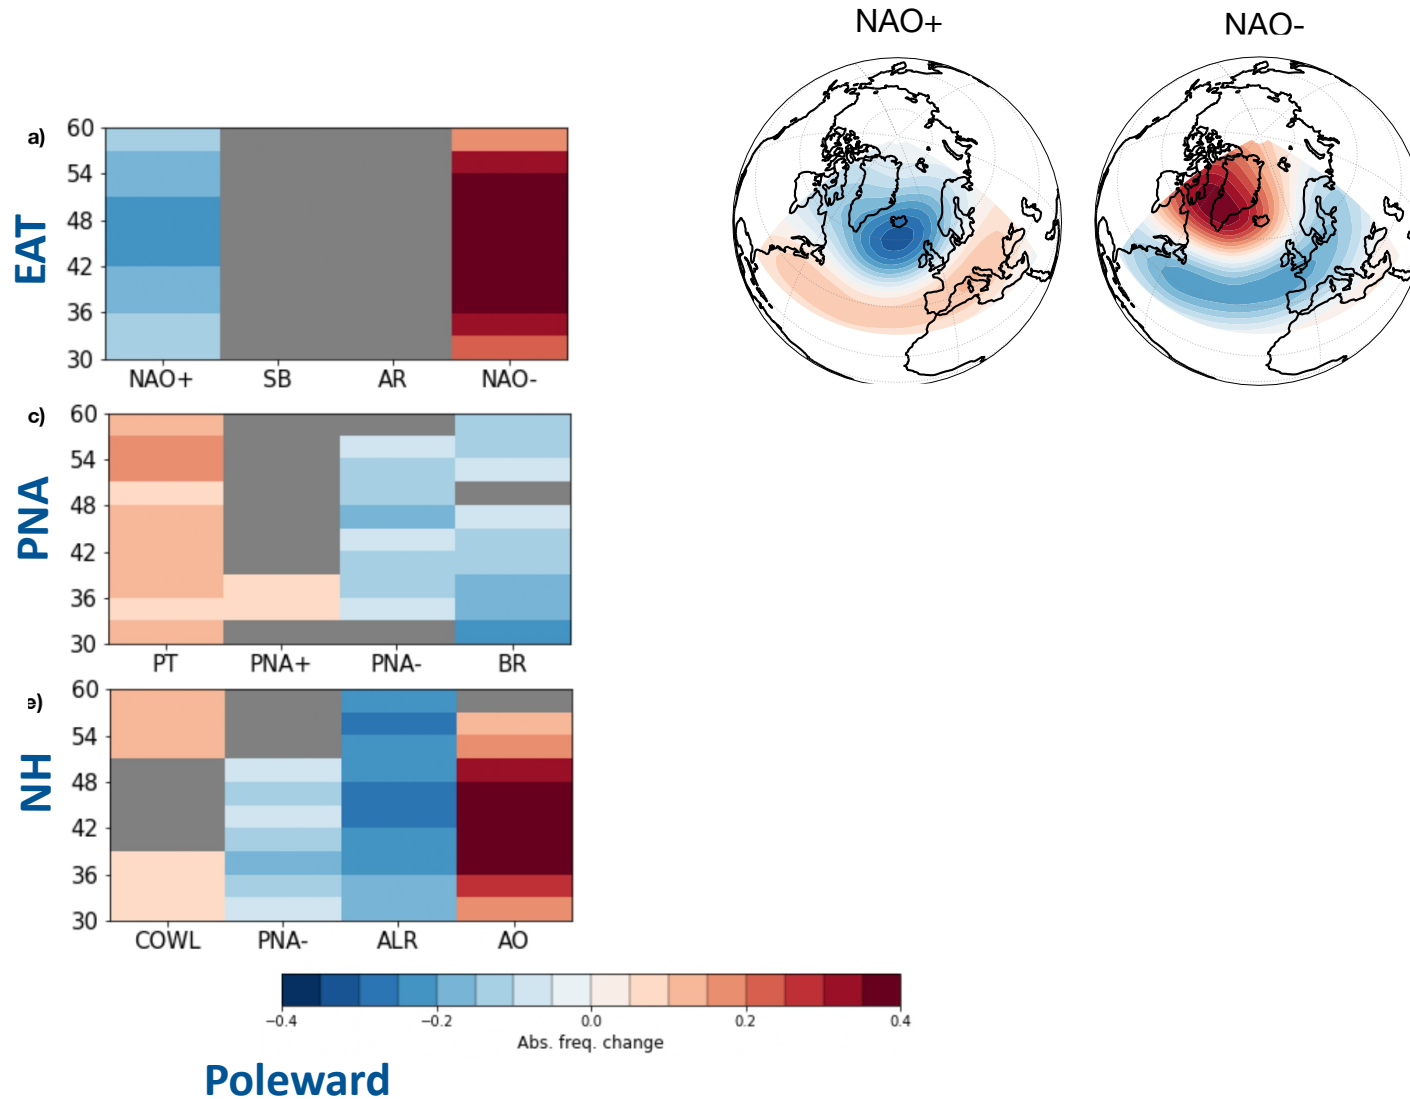 NAO+ NAO-
a)
EAT
60
54
48
42
36
30
NAO+ SB AR NAO-
c)
PNA
60
54
48
42
36
30
PT PNA+ PNA- BR
e)
NH
60
54
48
42
36
30
COWL PNA- ALR AO
−0.4 −0.2 0.0 0.2 0.4
Abs. freq. change
Poleward